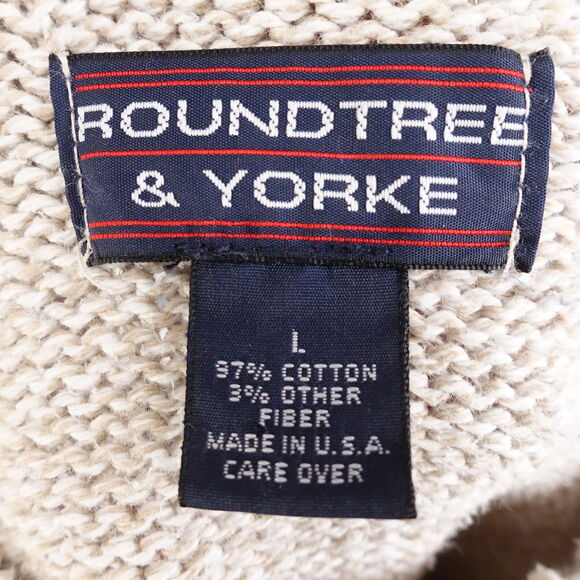 ROUNDTREE
& YORKE
L
97% COTTON
3% OTHER
FIBER
MADE IN U.S.A.
CARE OVER